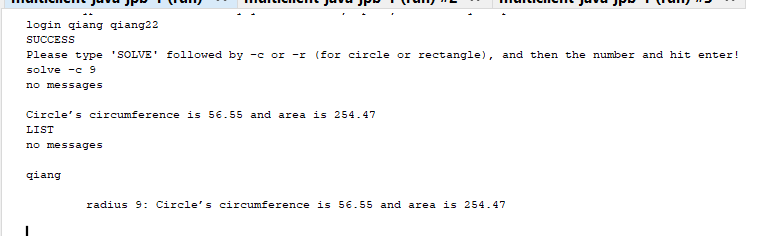 multiclient-java-jpb-1 (run) multiclient-java-jpb-1 (run) #2 multiclient-java-jpb-1 (run) #3
login qiang qiang22
SUCCESS
Please type 'SOLVE' followed by -c or -r (for circle or rectangle), and then the number and hit enter!
solve -c 9
no messages
Circle's circumference is 56.55 and area is 254.47
LIST
no messages
qiang
radius 9: Circle's circumference is 56.55 and area is 254.47